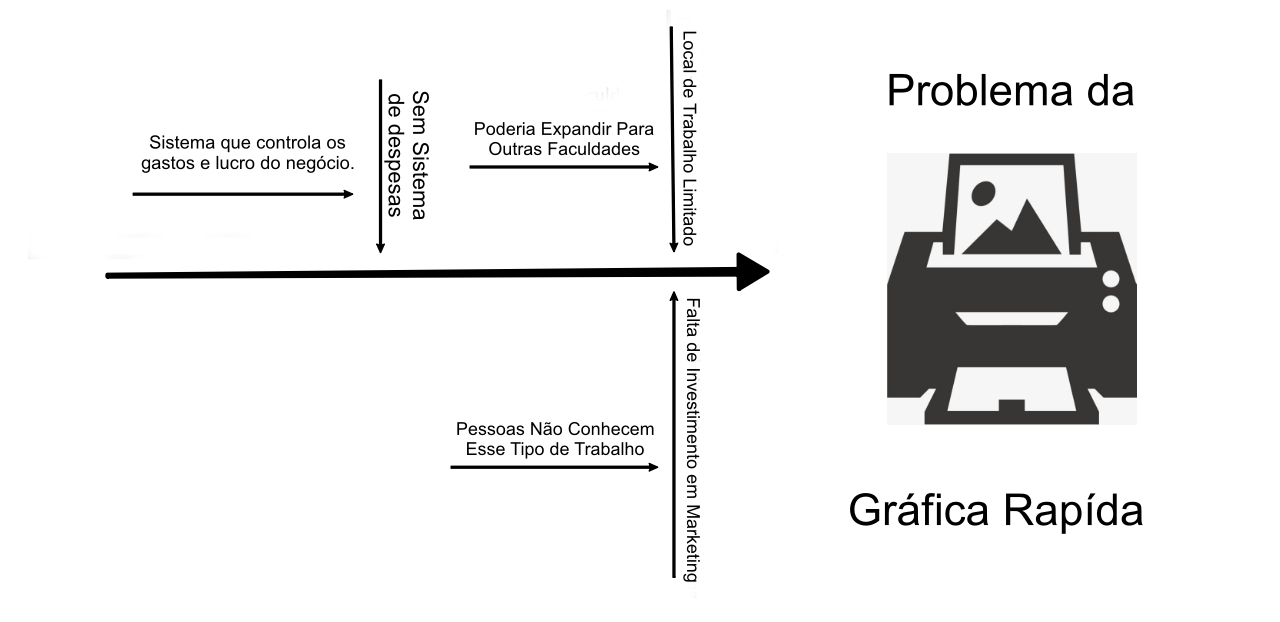 Problema da
Sistema que controla os
gastos e lucro do negócio.
Sem Sistema
de despesas
Poderia Expandir Para
Outras Faculdades
Local de Trabalho Limitado
Pessoas Não Conhecem
Esse Tipo de Trabalho
Falta de Investimento em Marketing
Gráfica Rapída